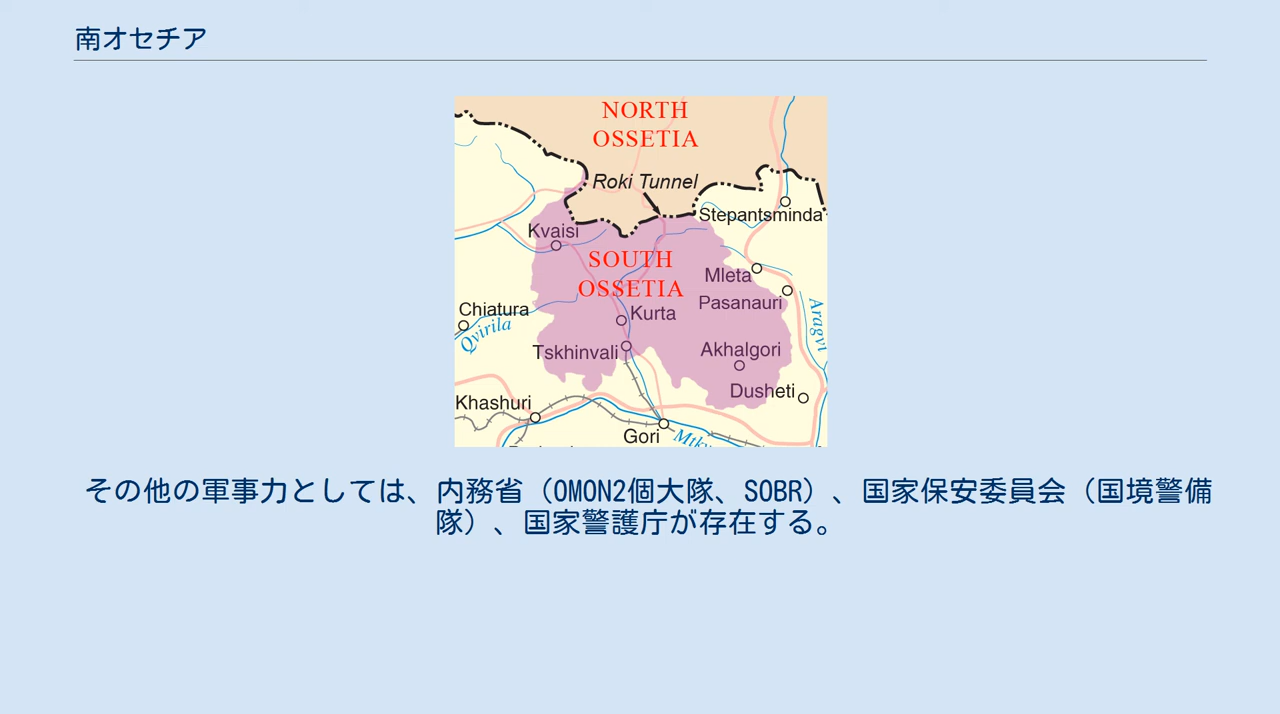 南オセチア
NORTH
OSSETIA
Roki Tunnel
Stepantsminda
Kvaisi
SOUTH
OSSETIA
Mleta
Pasanauri
Chiatura
Kurta
Aragvi
Qvirila
Tskhinvali
Akhalgori
Dusheti
Khashuri
Gori
その他の軍事力としては、内務省（OMON2個大隊、SOBR）、国家保安委員会（国境警備
隊）、国家警護庁が存在する。